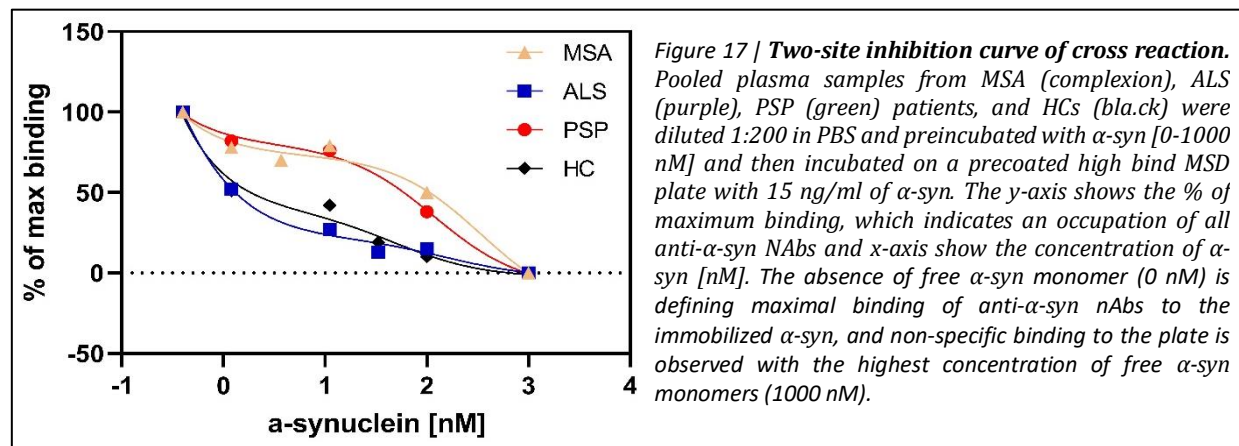 150
100
50
0
-50
% of max binding
-1
0
1
2
3
4
a-synuclein [nM]
MSA
ALS
PSP
HC
Figure 17 | Two-site inhibition curve of cross reaction.
Pooled plasma samples from MSA (complexion), ALS
(purple), PSP (green) patients, and HCs (bla.ck) were
diluted 1:200 in PBS and preincubated with α-syn [0-1000
nM] and then incubated on a precoated high bind MSD
plate with 15 ng/ml of α-syn. The y-axis shows the % of
maximum binding, which indicates an occupation of all
anti-α-syn NAbs and x-axis show the concentration of α-
syn [nM]. The absence of free α-syn monomer (0 nM) is
defining maximal binding of anti-α-syn nAbs to the
immobilized α-syn, and non-specific binding to the plate is
observed with the highest concentration of free α-syn
monomers (1000 nM).